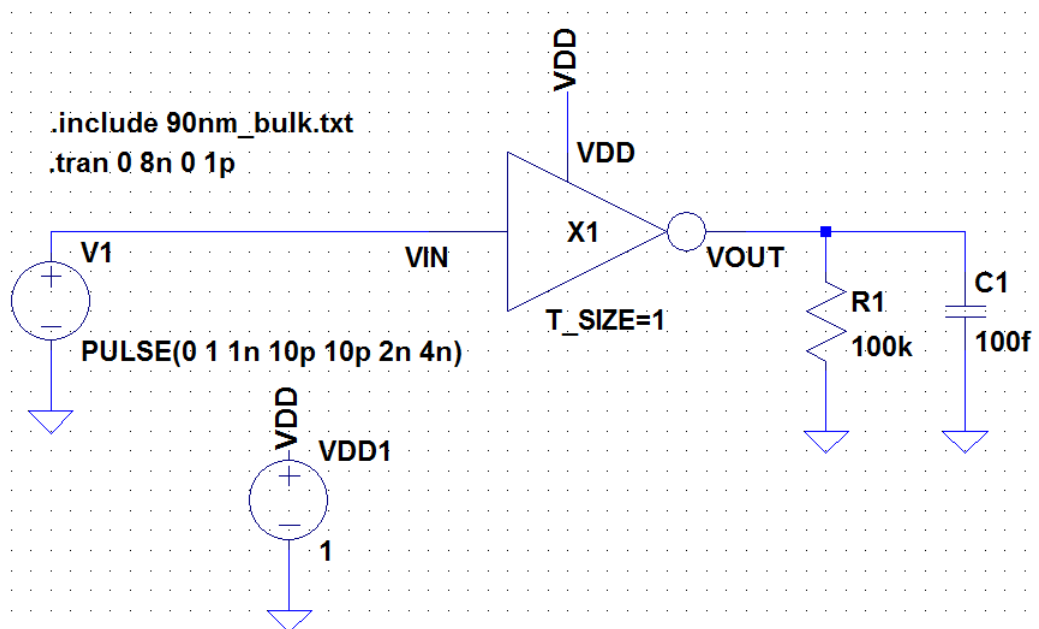 VDD
.include 90nm_bulk.txt
.tran 0 8n 0 1p
VDD
V1
VIN
X1
VOUT
T_SIZE=1
R1
100k
C1
100f
PULSE(0 1 1n 10p 10p 2n 4n)
VDD
VDD1
1